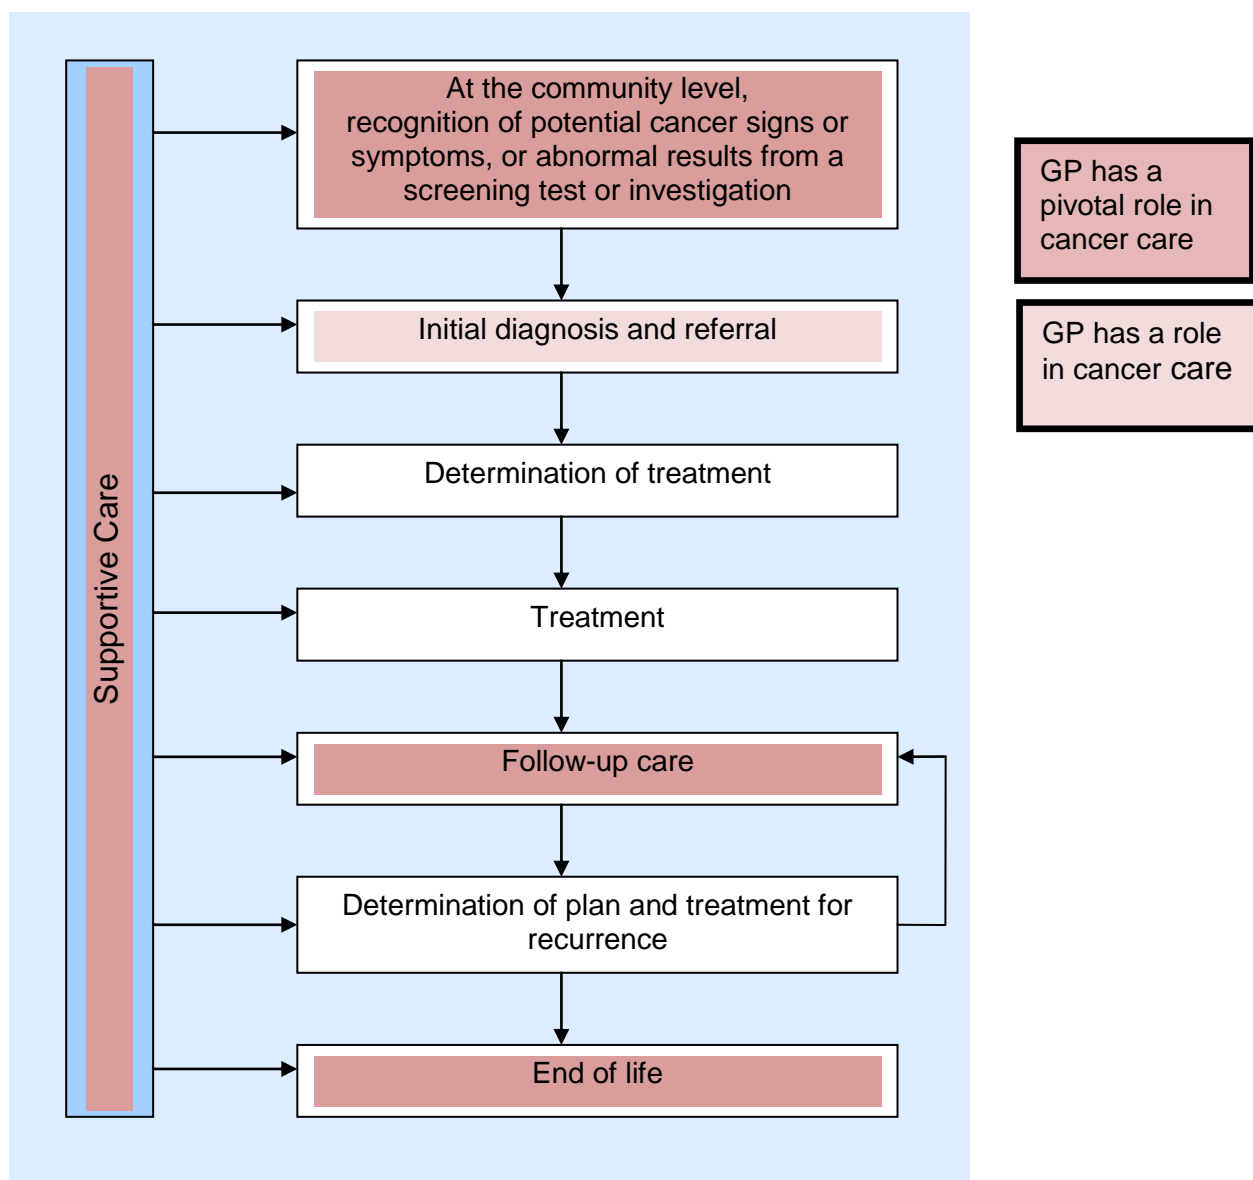 At the community level,
recognition of potential cancer signs or
symptoms, or abnormal results from a
screening test or investigation
GP has a
pivotal role in
cancer care
Initial diagnosis and referral
GP has a role
in cancer care
Supportive Care
Determination of treatment
Treatment
Follow-up care
Determination of plan and treatment for
recurrence
End of life